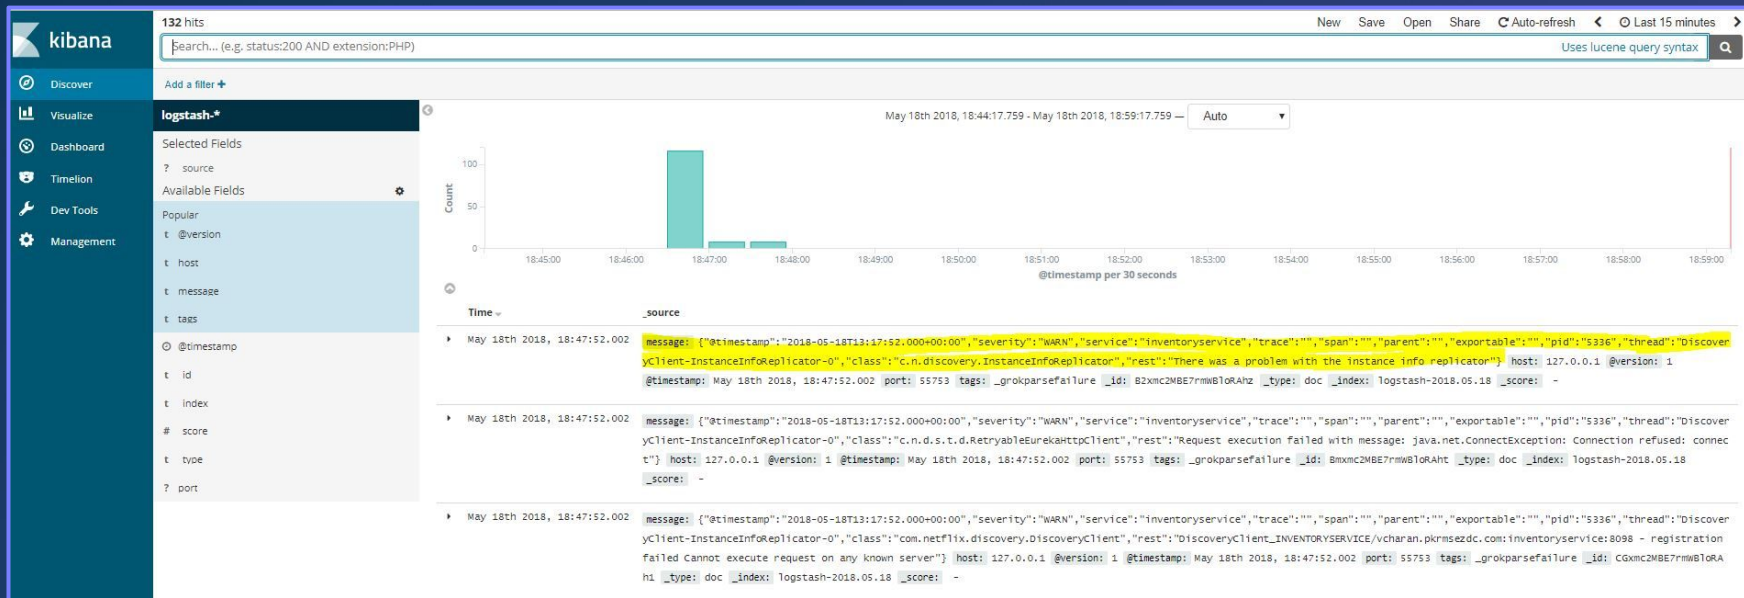 132 hits
New Save Open Share Auto-refresh Last 15 minutes
kibana
Search... (e.g. status:200 AND extension:PHP)
Uses lucene query syntax
Discover
Visualize
Dashboard
Timelion
Dev Tools
Management
Add a filter +
logstash-*
Selected Fields
? _source
Available Fields
Popular
t @version
t host
t message
t tags
@timestamp
t _id
t _index
# _score
t _type
? port
May 18th 2018, 18:44:17.759 - May 18th 2018, 18:59:17.759 — Auto
Count
100
50
0
18:45:00 18:46:00 18:47:00 18:48:00 18:49:00 18:50:00 18:51:00 18:52:00 18:53:00 18:54:00 18:55:00 18:56:00 18:57:00 18:58:00 18:59:00
@timestamp per 30 seconds
Time _source
May 18th 2018, 18:47:52.002 message: {"@timestamp":"2018-05-18T13:17:52.000+00:00","severity":"WARN","service":"inventoryservice","trace":"","span":"","parent":"","exportable":"","pid":"5336","thread":"Discover
yClient-InstanceInfoReplicator-0","class":"c.n.discovery.InstanceInfoReplicator","rest":"There was a problem with the instance info replicator"} host: 127.0.0.1 @version: 1
@timestamp: May 18th 2018, 18:47:52.002 port: 55753 tags: _grokparsefailure _id: B2xmc2MBE7rmWBloRAhz _type: doc _index: logstash-2018.05.18 _score: -
May 18th 2018, 18:47:52.002 message: {"@timestamp":"2018-05-18T13:17:52.000+00:00","severity":"WARN","service":"inventoryservice","trace":"","span":"","parent":"","exportable":"","pid":"5336","thread":"Discover
yClient-InstanceInfoReplicator-0","class":"c.n.d.s.t.d.RetryableEurekaHttpClient","rest":"Request execution failed with message: java.net.ConnectException: Connection refused: connec
t"} host: 127.0.0.1 @version: 1 @timestamp: May 18th 2018, 18:47:52.002 port: 55753 tags: _grokparsefailure _id: Bmxmc2MBE7rmWBloRAht _type: doc _index: logstash-2018.05.18
_score: -
May 18th 2018, 18:47:52.002 message: {"@timestamp":"2018-05-18T13:17:52.000+00:00","severity":"WARN","service":"inventoryservice","trace":"","span":"","parent":"","exportable":"","pid":"5336","thread":"Discover
yClient-InstanceInfoReplicator-0","class":"com.netflix.discovery.DiscoveryClient","rest":"DiscoveryClient_INVENTORYSERVICE/vcharan.pkrmsezdc.com:inventoryservice:8098 - registration
failed Cannot execute request on any known server"} host: 127.0.0.1 @version: 1 @timestamp: May 18th 2018, 18:47:52.002 port: 55753 tags: _grokparsefailure _id: CGxmc2MBE7rmWBloRA
h1 _type: doc _index: logstash-2018.05.18 _score: -